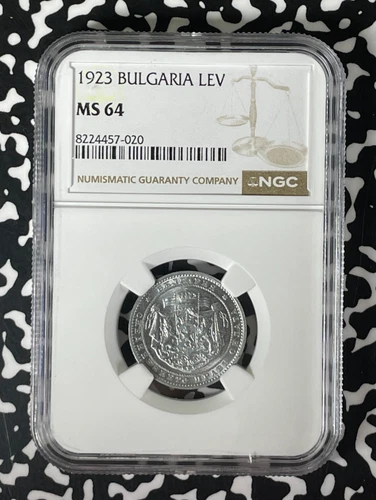 1923 BULGARIA LEV
MS 64
8224457-020
NUMISMATIC GUARANTY COMPANY
NGC